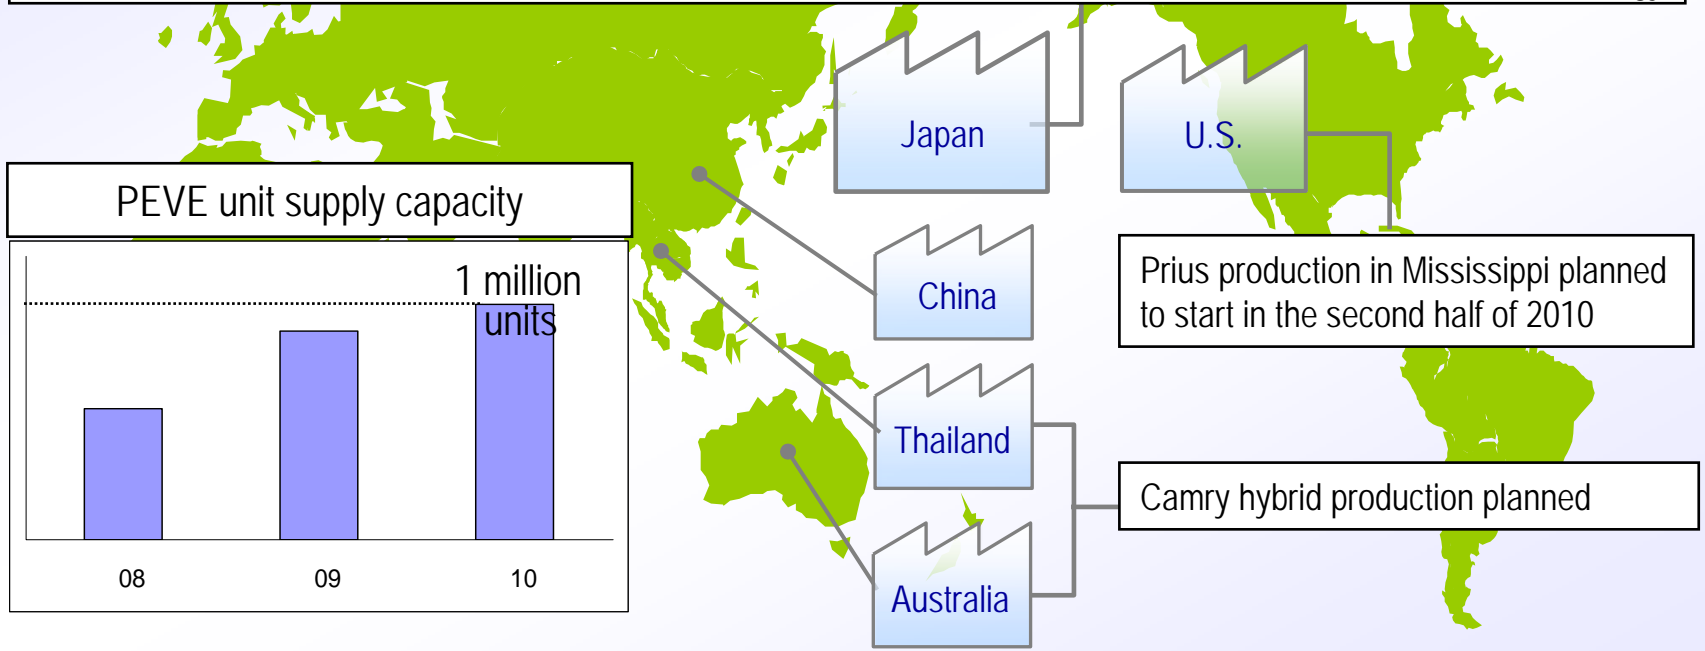 Japan
U.S.
PEVE unit supply capacity
1 million
units
08
09
10
China
Prius production in Mississippi planned
to start in the second half of 2010
Thailand
Camry hybrid production planned
Australia